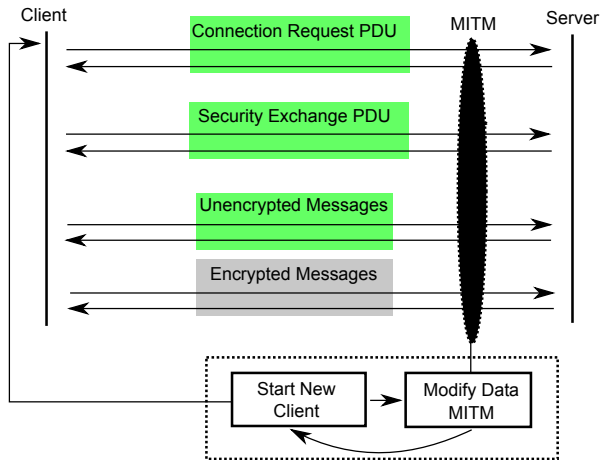 Client
MITM
Server
Connection Request PDU
Security Exchange PDU
Unencrypted Messages
Encrypted Messages
Start New
Client
Modify Data
MITM